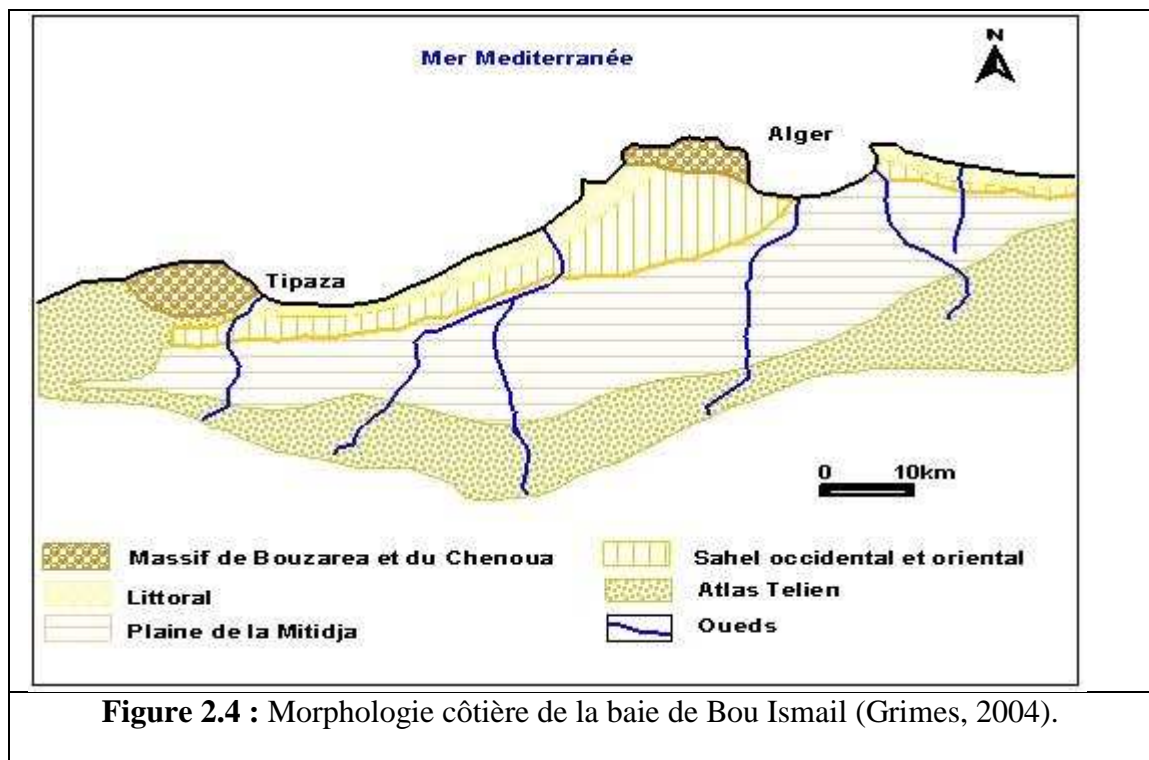 N
Mer Mediterranée
Alger
Tipaza
0 10km
Massif de Bouzarea et du Chenoua
Sahel occidental et oriental
Littoral
Atlas Telien
Plaine de la Mitidja
Oueds
Figure 2.4 : Morphologie côtière de la baie de Bou Ismail (Grimes, 2004).